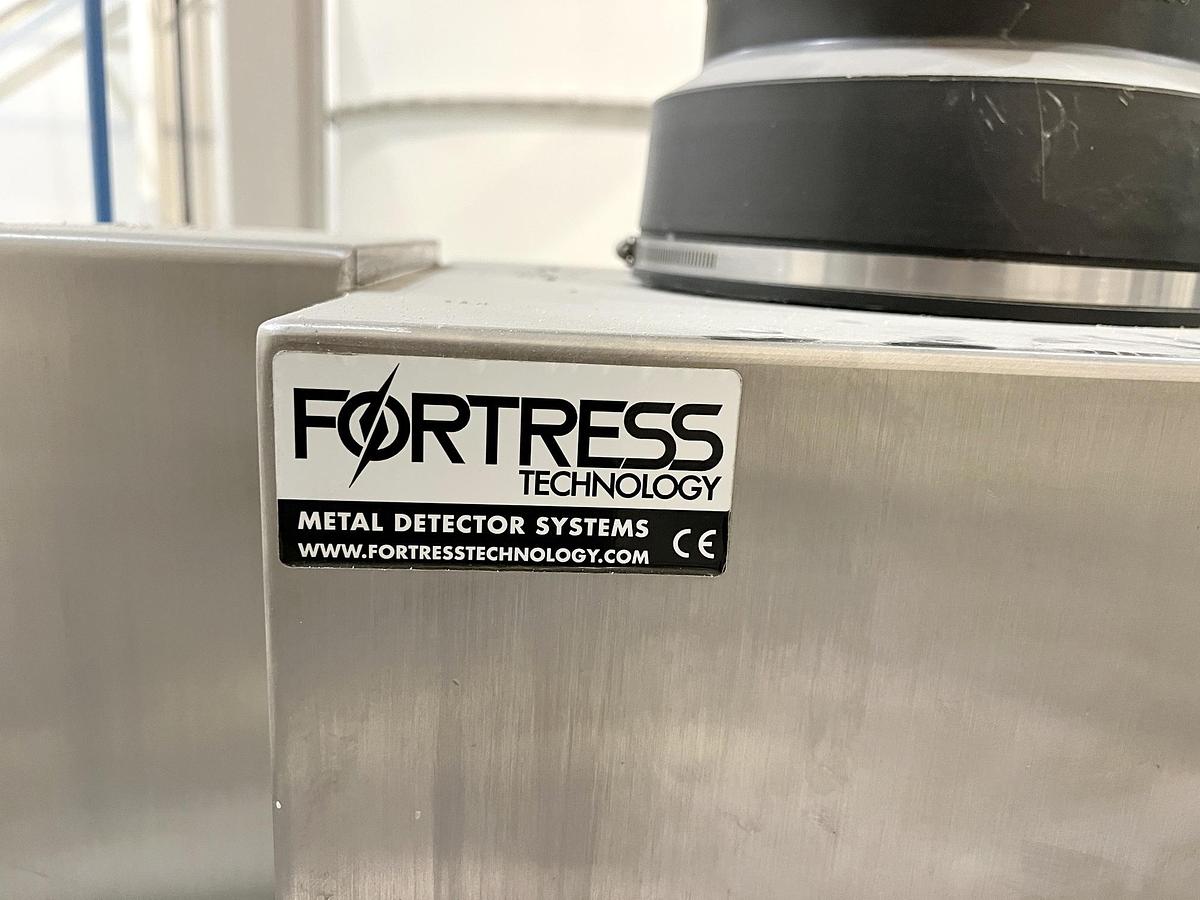 FORTRESS
TECHNOLOGY
METAL DETECTOR SYSTEMS
WWW.FORTRESSTECHNOLOGY.COM CE